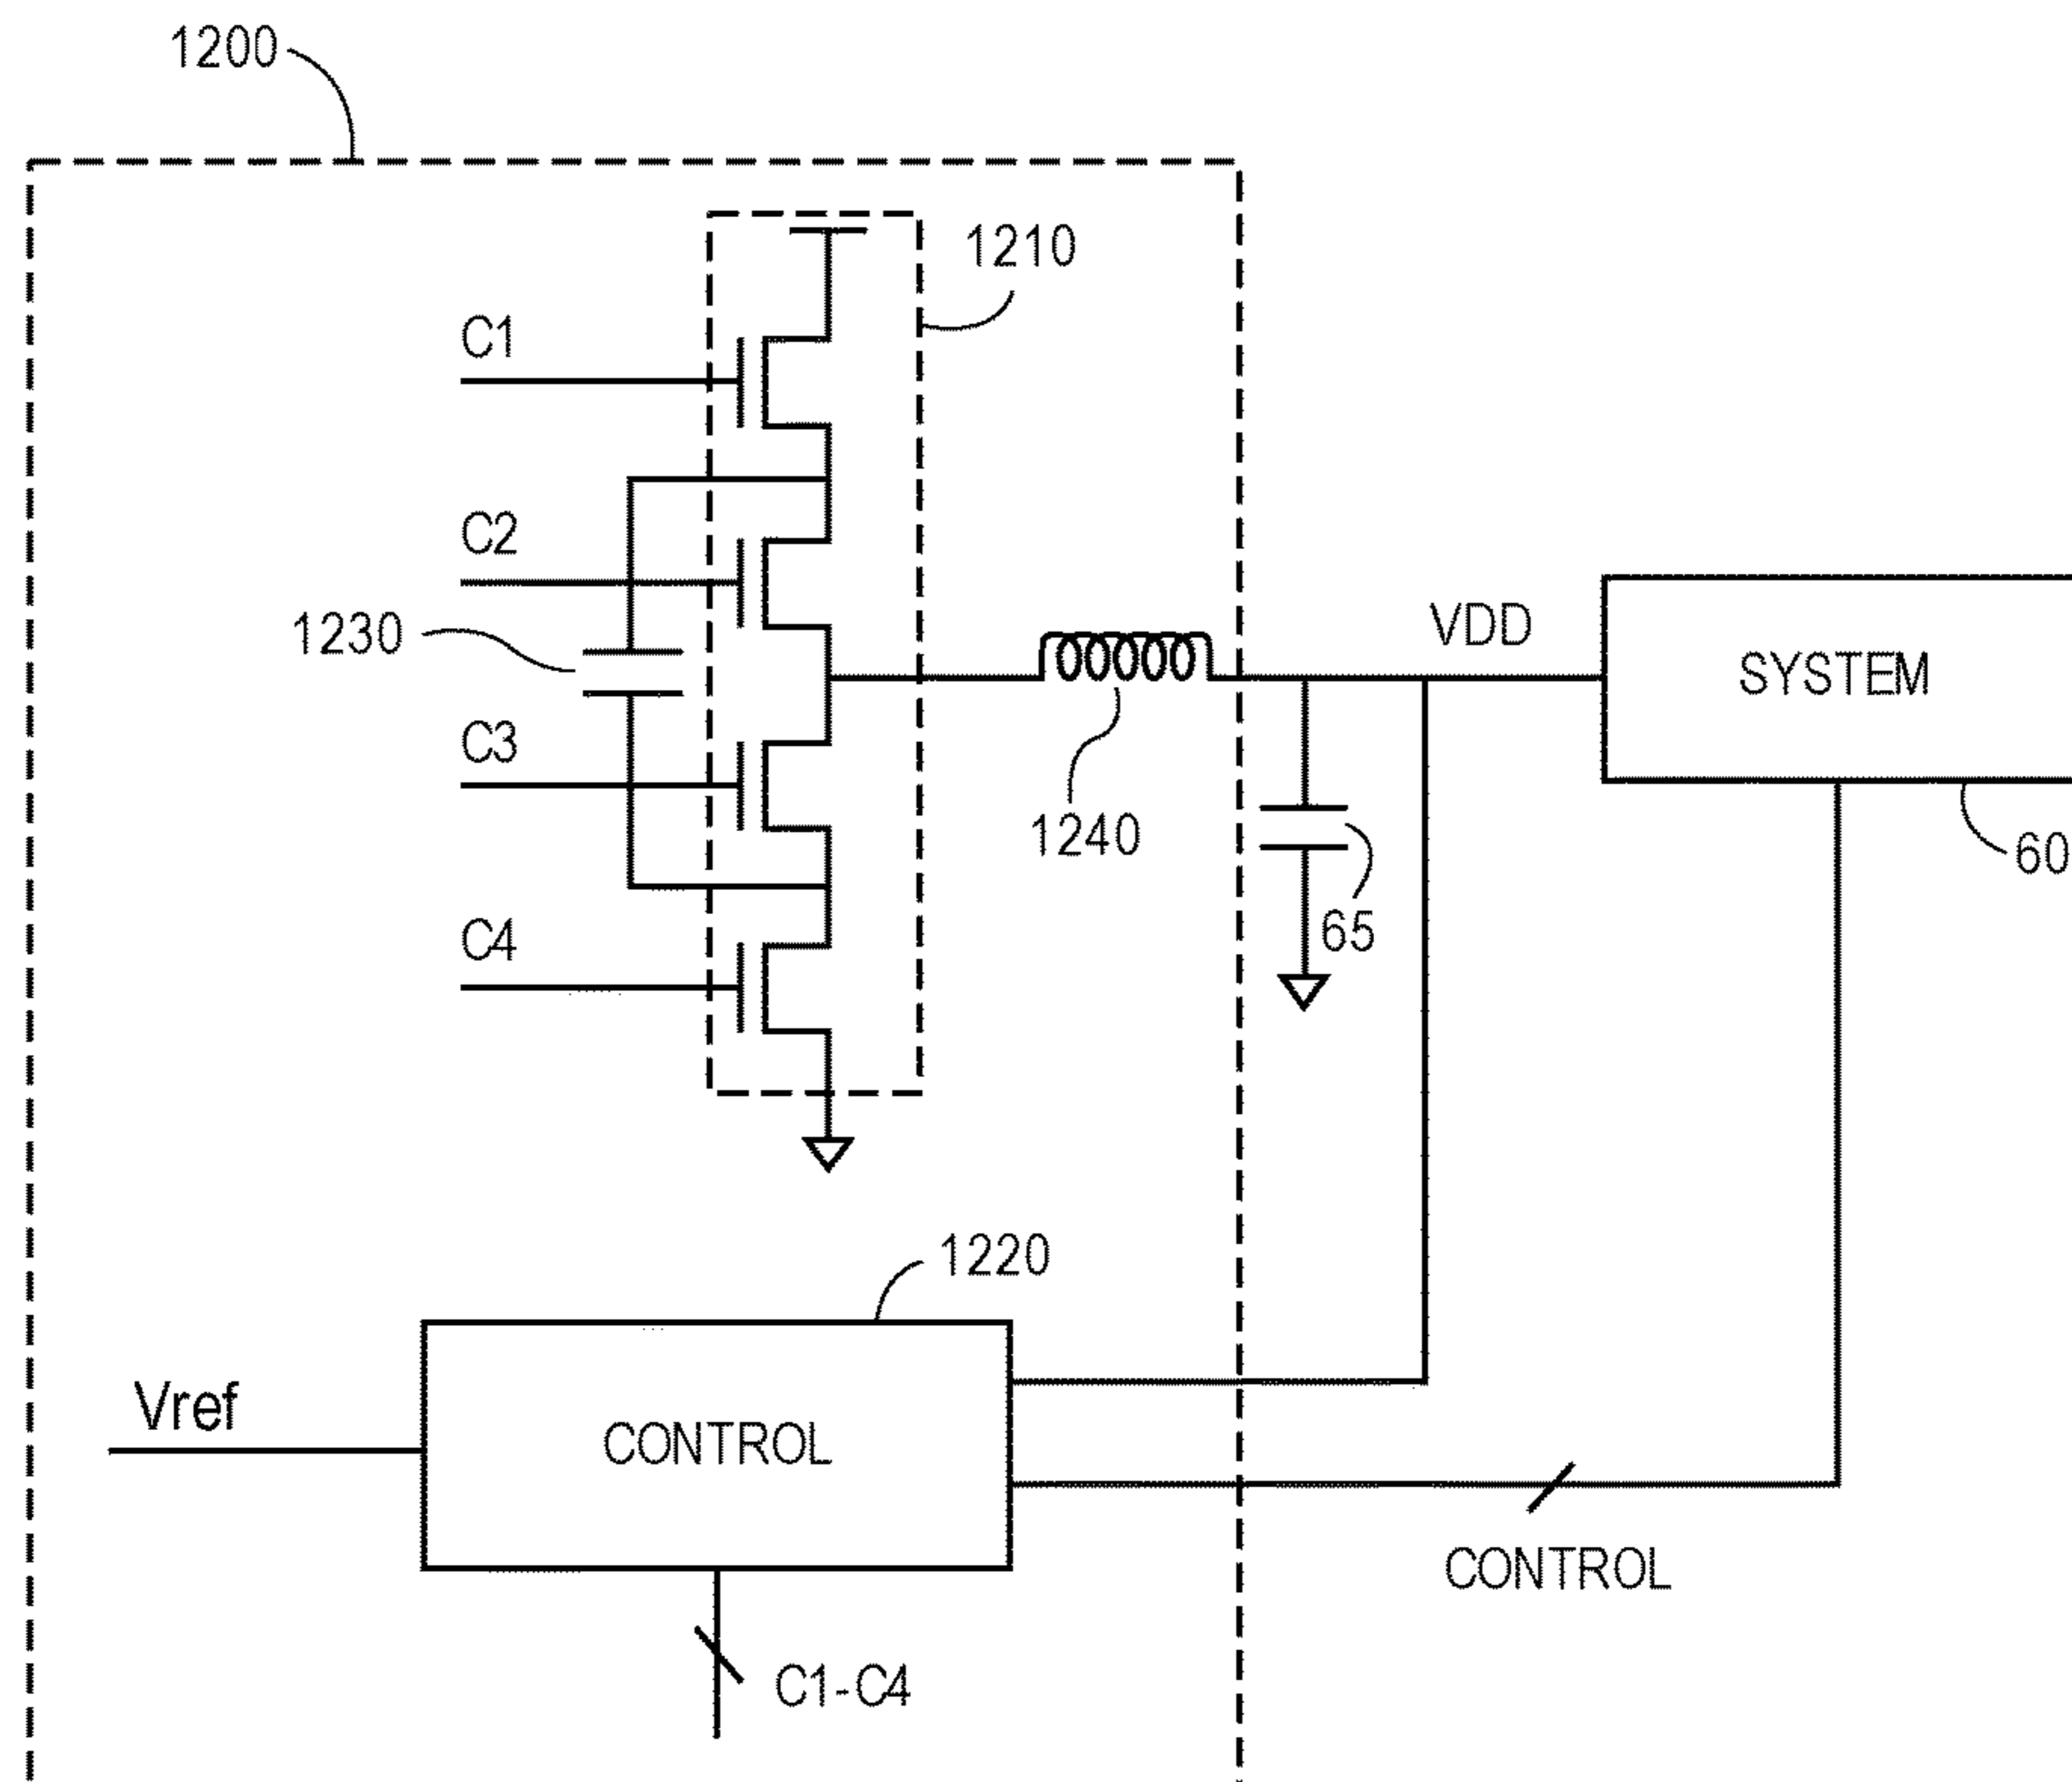 1200
1210
C1
C2
1230
VDD
SYSTEM
C3
1240
60
C4
65
1220
Vref
CONTROL
CONTROL
C1-C4